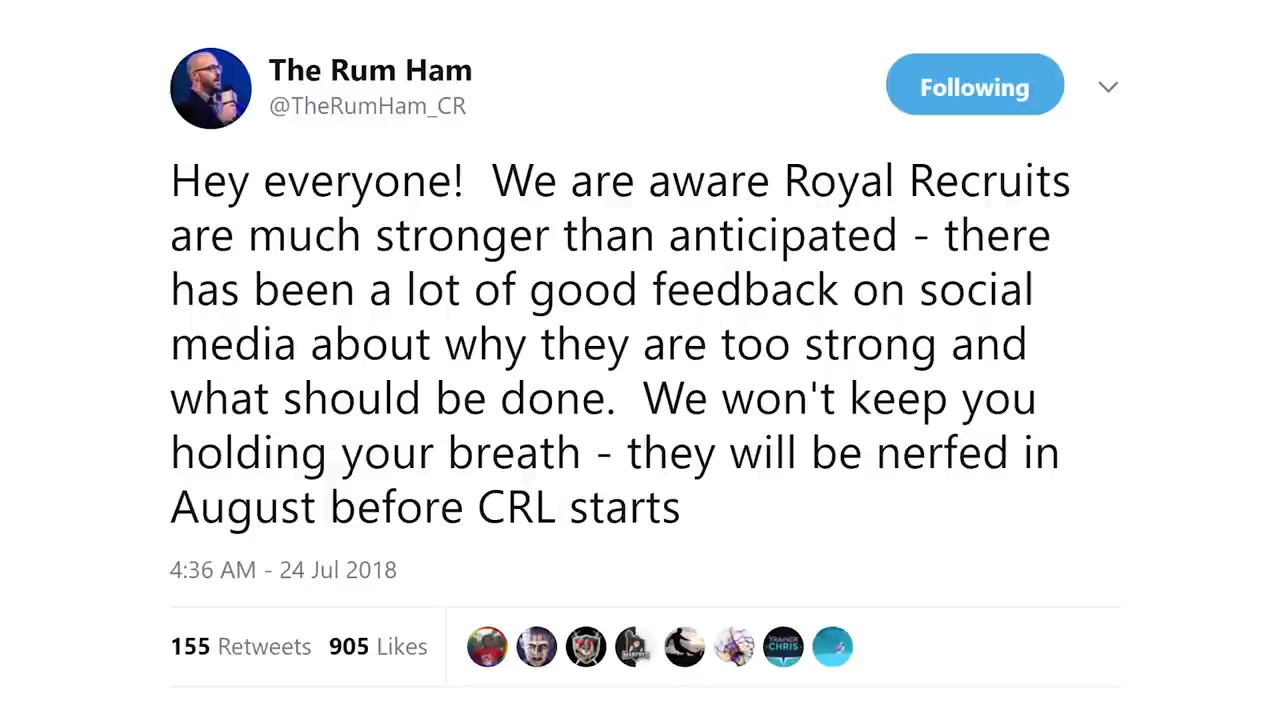 The Rum Ham
@TheRumHam_CR
Following
Hey everyone!  We are aware Royal Recruits
are much stronger than anticipated - there
has been a lot of good feedback on social
media about why they are too strong and
what should be done.  We won't keep you
holding your breath - they will be nerfed in
August before CRL starts
4:36 AM - 24 Jul 2018
155 Retweets 905 Likes
TRAINER
CHRIS